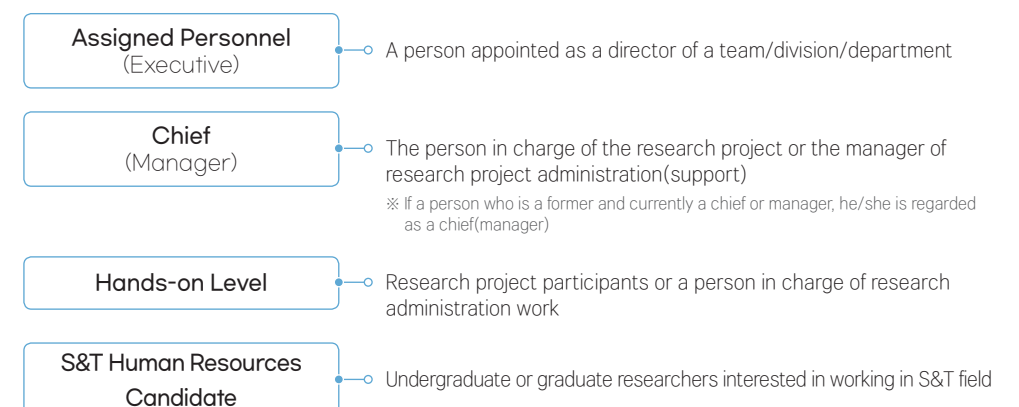 Assigned Personnel
(Executive)
A person appointed as a director of a team/division/department
Chief
(Manager)
The person in charge of the research project or the manager of
research project administration(support)
※ If a person who is a former and currently a chief or manager, he/she is regarded
as a chief(manager)
Hands-on Level
Research project participants or a person in charge of research
administration work
S&T Human Resources
Candidate
Undergraduate or graduate researchers interested in working in S&T field